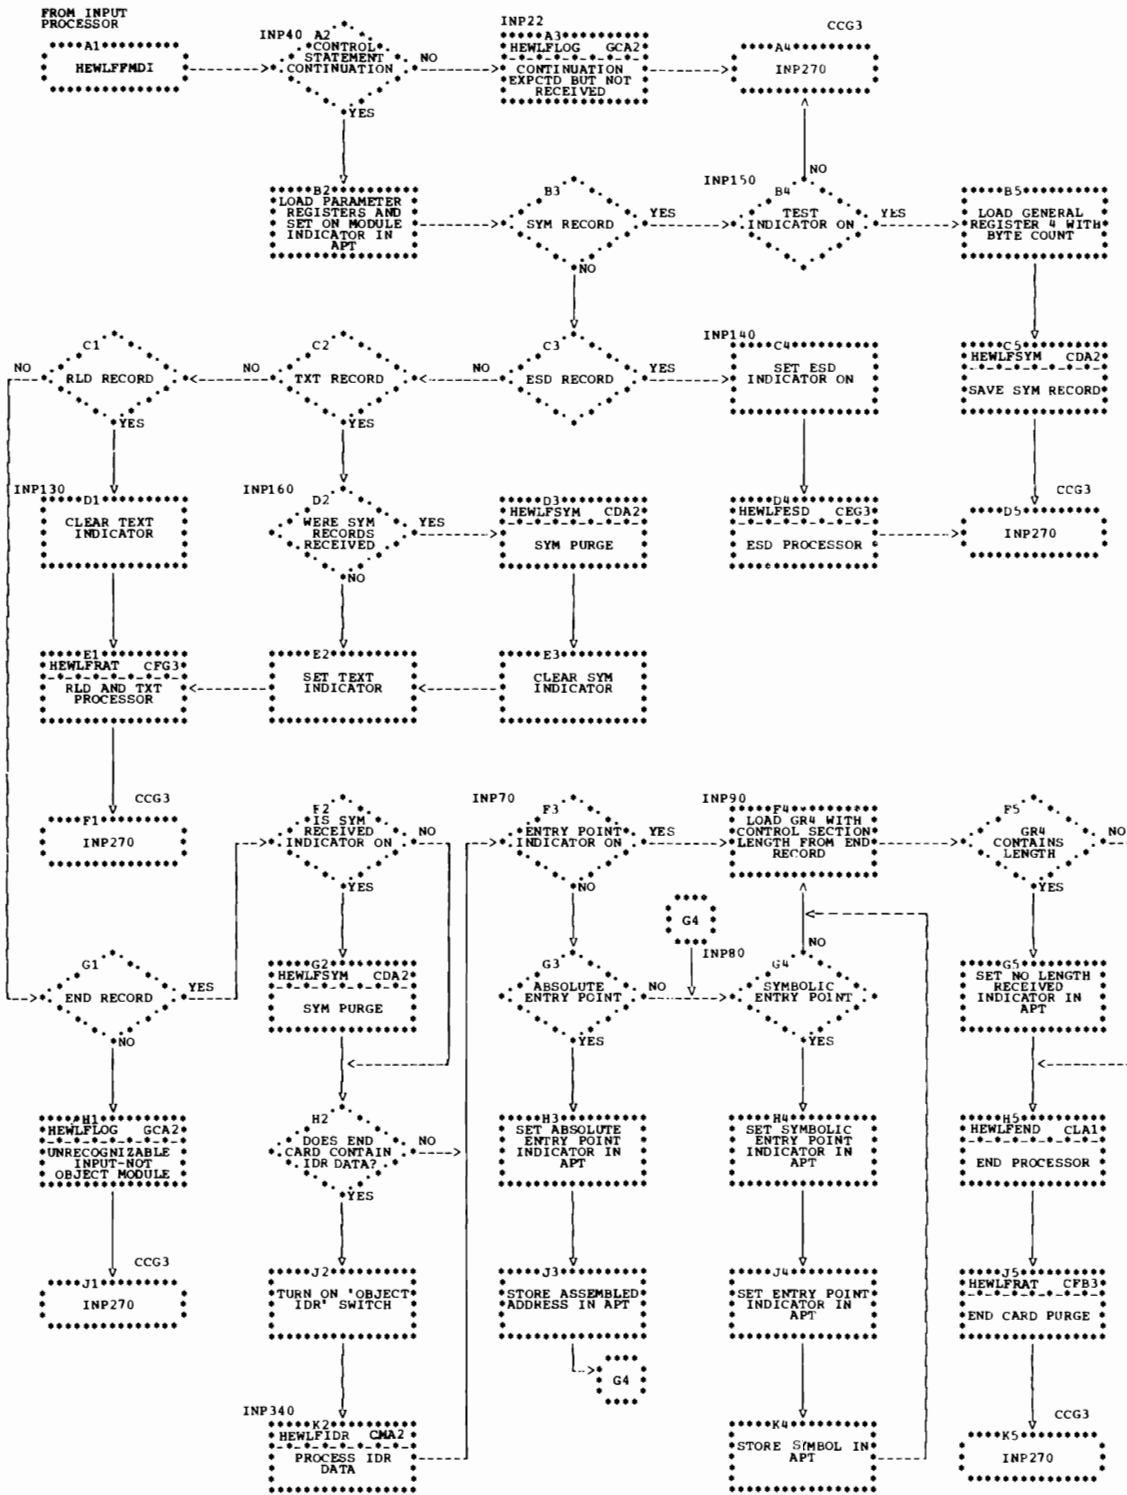 FROM INPUT
PROCESSOR
A1
HEWLFFMDI
INP40
A2
CONTROL
STATEMENT
CONTINUATION
NO
YES
INP22
A3
HEWLFLOG GCA2
CONTINUATION
EXPCTD BUT NOT
RECEIVED
CCG3
A4
INP270
B2
LOAD PARAMETER
REGISTERS AND
SET ON MODULE
INDICATOR IN
APT
B3
SYM RECORD
YES
NO
INP150
B4
TEST
INDICATOR ON
NO
YES
B5
LOAD GENERAL
REGISTER 4 WITH
BYTE COUNT
C1
RLD RECORD
NO
YES
C2
TXT RECORD
NO
YES
C3
ESD RECORD
NO
YES
INP140
C4
SET ESD
INDICATOR ON
C5
HEWLFSYM CDA2
SAVE SYM RECORD
INP130
D1
CLEAR TEXT
INDICATOR
INP160
D2
WERE SYM
RECORDS
RECEIVED
YES
NO
D3
HEWLFSYM CDA2
SYM PURGE
D4
HEWLFESD CEG3
ESD PROCESSOR
CCG3
D5
INP270
E1
HEWLFRAT CFG3
RLD AND TXT
PROCESSOR
E2
SET TEXT
INDICATOR
E3
CLEAR SYM
INDICATOR
CCG3
F1
INP270
F2
IS SYM
RECEIVED
INDICATOR ON
NO
YES
INP70
F3
ENTRY POINT
INDICATOR ON
YES
NO
INP90
F4
LOAD GR4 WITH
CONTROL SECTION
LENGTH FROM END
RECORD
F5
GR4
CONTAINS
LENGTH
NO
YES
G4
G1
END RECORD
YES
NO
G2
HEWLFSYM CDA2
SYM PURGE
G3
ABSOLUTE
ENTRY POINT
NO
YES
INP80
G4
SYMBOLIC
ENTRY POINT
NO
YES
G5
SET NO LENGTH
RECEIVED
INDICATOR IN
APT
H1
HEWLFLOG GCA2
UNRECOGNIZABLE
INPUT-NOT
OBJECT MODULE
H2
DOES END
CARD CONTAIN
IDR DATA?
NO
YES
H3
SET ABSOLUTE
ENTRY POINT
INDICATOR IN
APT
H4
SET SYMBOLIC
ENTRY POINT
INDICATOR IN
APT
H5
HEWLFEND CLA1
END PROCESSOR
CCG3
J1
INP270
J2
TURN ON 'OBJECT
IDR' SWITCH
J3
STORE ASSEMBLED
ADDRESS IN APT
G4
J4
SET ENTRY POINT
INDICATOR IN
APT
J5
HEWLFRAT CFB3
END CARD PURGE
INP340
K2
HEWLFIDR CMA2
PROCESS IDR
DATA
K4
STORE SYMBOL IN
APT
CCG3
K5
INP270